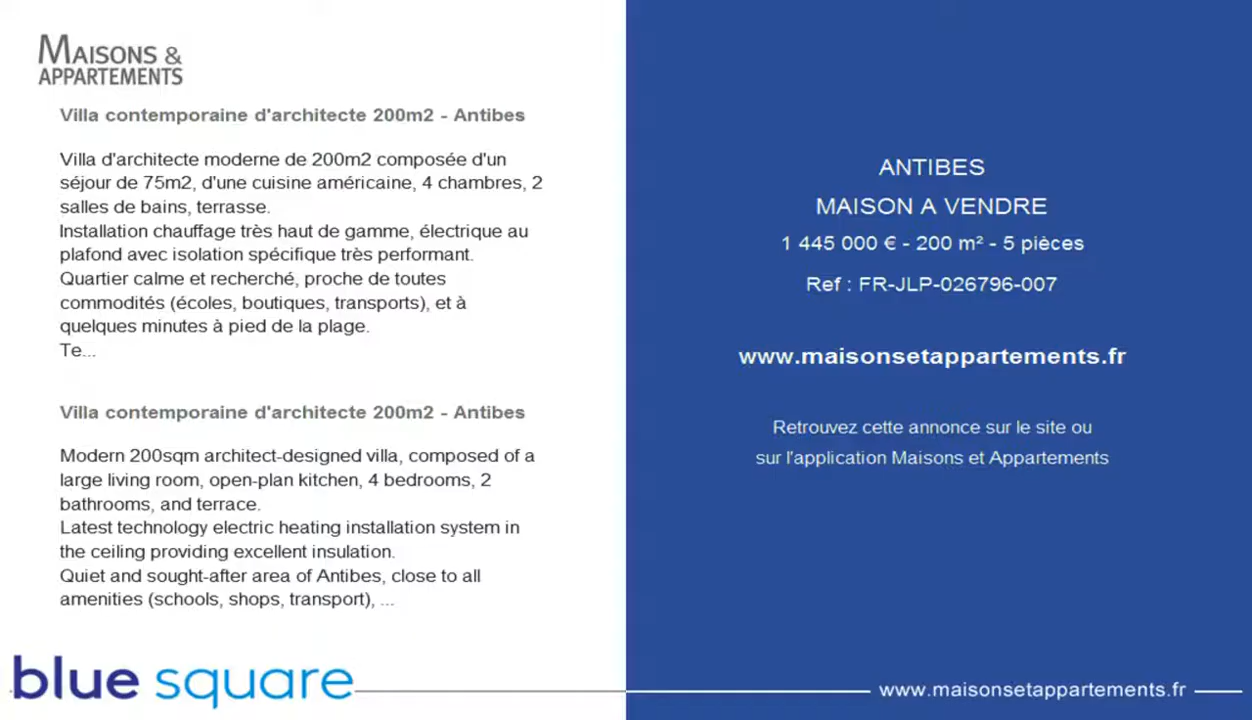 MAISONS &
APPARTEMENTS
Villa contemporaine d'architecte 200m2 - Antibes
Villa d'architecte moderne de 200m2 composée d'un
séjour de 75m2, d'une cuisine américaine, 4 chambres, 2
salles de bains, terrasse.
Installation chauffage très haut de gamme, électrique au
plafond avec isolation spécifique très performant.
Quartier calme et recherché, proche de toutes
commodités (écoles, boutiques, transports), et à
quelques minutes à pied de la plage.
Te...
Villa contemporaine d'architecte 200m2 - Antibes
Modern 200sqm architect-designed villa, composed of a
large living room, open-plan kitchen, 4 bedrooms, 2
bathrooms, and terrace.
Latest technology electric heating installation system in
the ceiling providing excellent insulation.
Quiet and sought-after area of Antibes, close to all
amenities (schools, shops, transport), ...
blue square
ANTIBES
MAISON A VENDRE
1 445 000 € - 200 m² - 5 pièces
Ref : FR-JLP-026796-007
www.maisonsetappartements.fr
Retrouvez cette annonce sur le site ou
sur l'application Maisons et Appartements
www.maisonsetappartements.fr